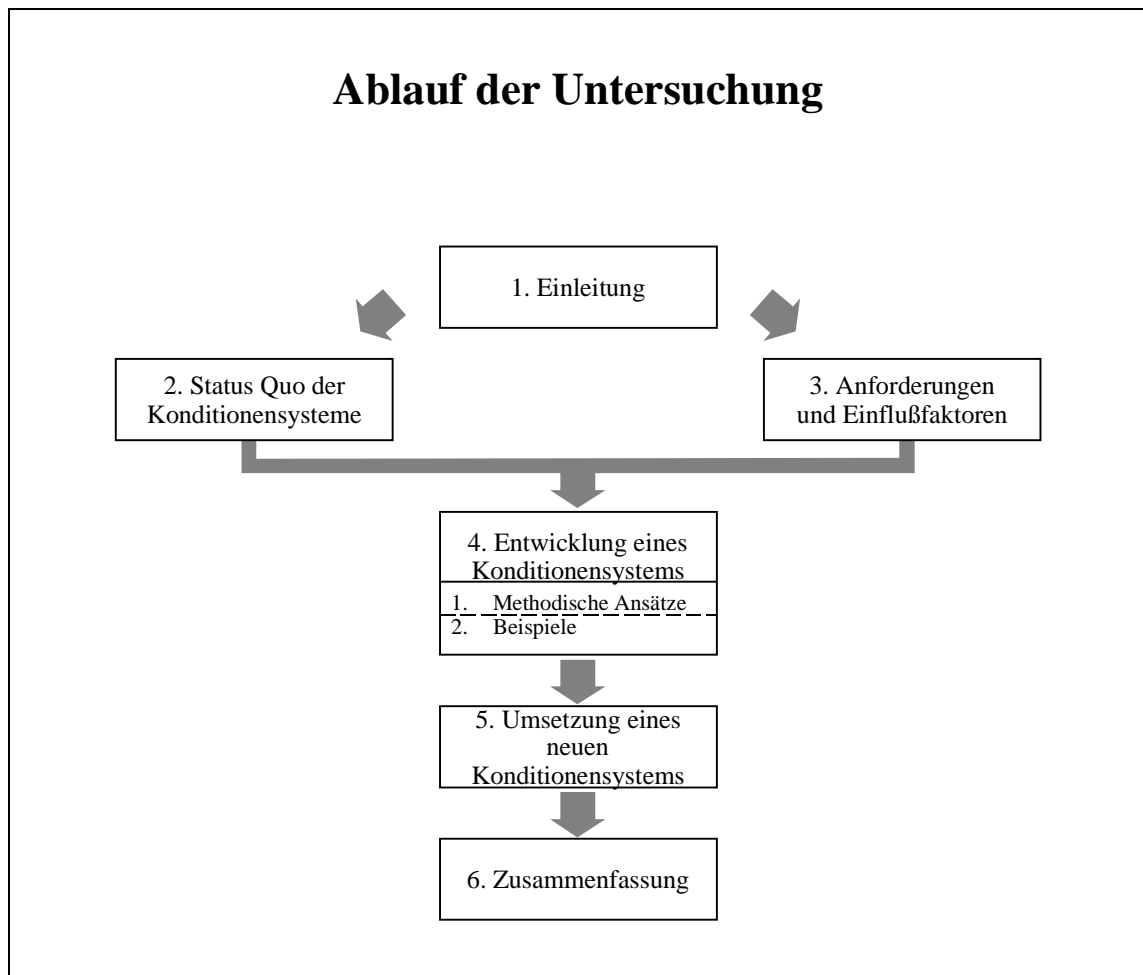 Ablauf der Untersuchung
1. Einleitung
2. Status Quo der
Konditionensysteme
3. Anforderungen
und Einflußfaktoren
4. Entwicklung eines
Konditionensystems
1. Methodische Ansätze
2. Beispiele
5. Umsetzung eines
neuen
Konditionensystems
6. Zusammenfassung